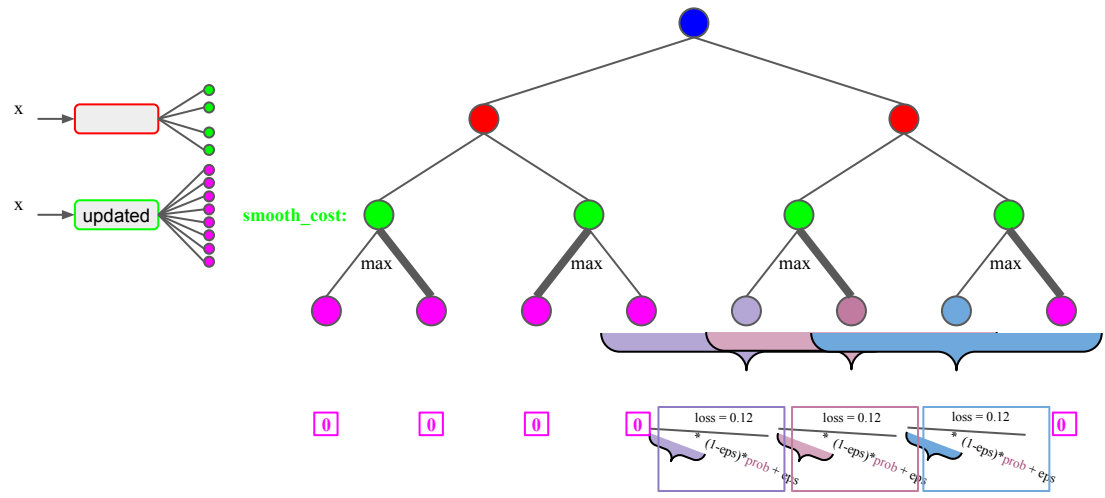 x
x
updated
smooth_cost:
max
max
max
max
0
0
0
0
loss = 0.12
* (1-eps)*prob + eps
loss = 0.12
* (1-eps)*prob + eps
loss = 0.12
* (1-eps)*prob + eps
0